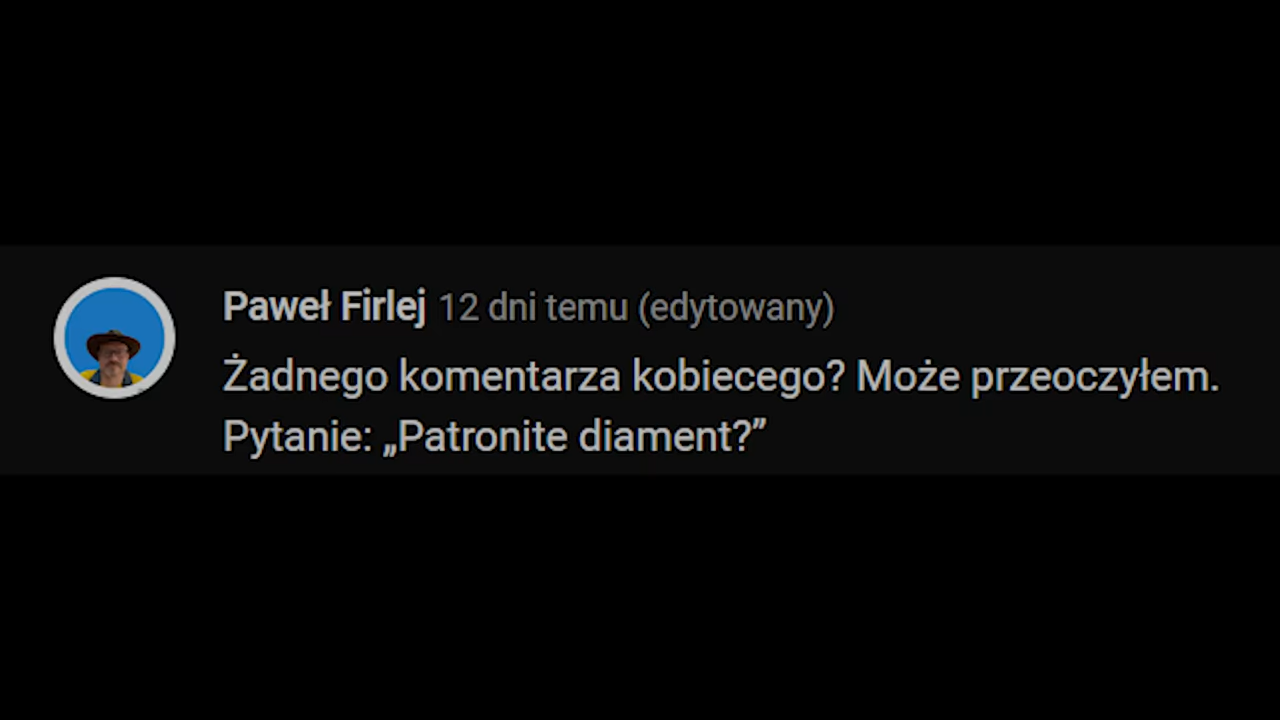 Paweł Firlej 12 dni temu (edytowany)
Żadnego komentarza kobiecego? Może przeoczyłem.
Pytanie: „Patronite diament?”